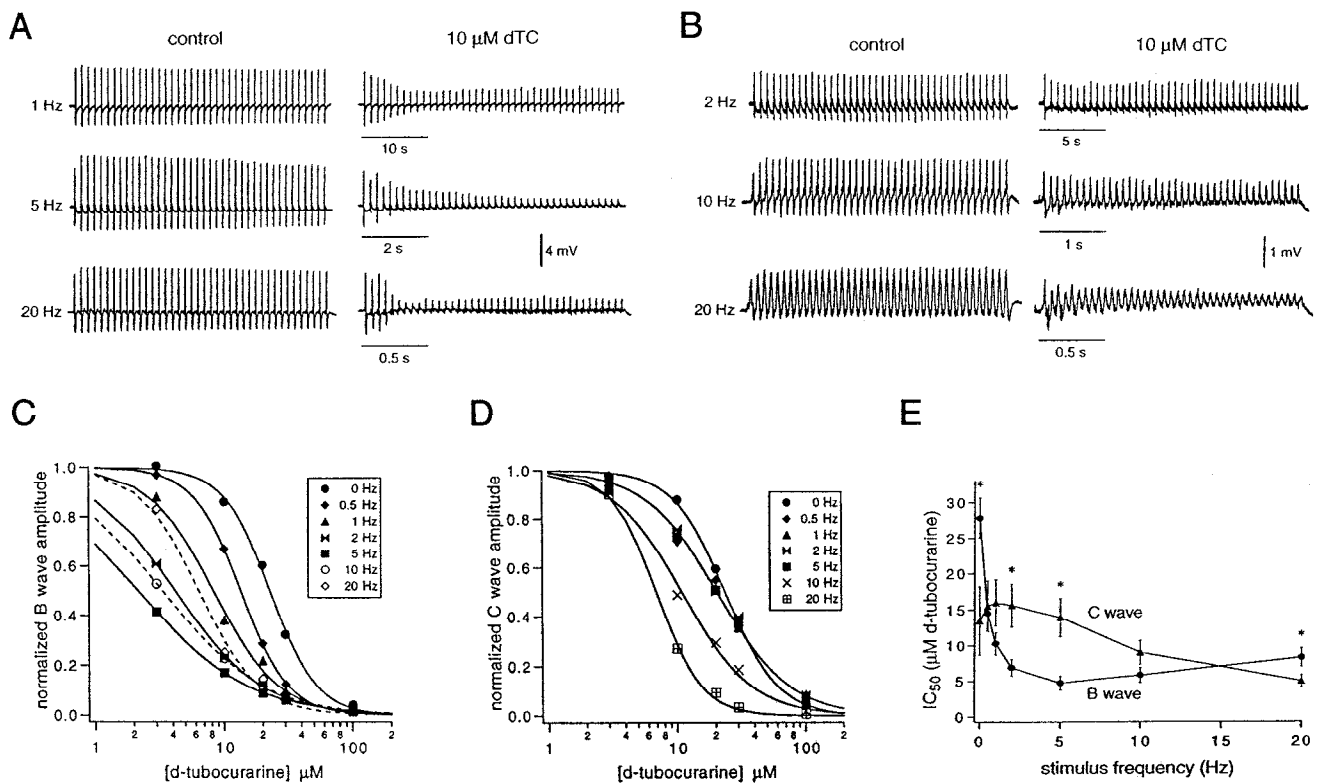 A
control
10 µM dTC
1 Hz
10 s
5 Hz
2 s
4 mV
20 Hz
0.5 s
B
control
10 µM dTC
2 Hz
5 s
10 Hz
1 s
1 mV
20 Hz
0.5 s
C
normalized B wave amplitude
1.0
0.8
0.6
0.4
0.2
0.0
0 Hz
0.5 Hz
1 Hz
2 Hz
5 Hz
10 Hz
20 Hz
1 2 4 6 8 10 2 4 6 8 100 2
[d-tubocurarine] µM
D
normalized C wave amplitude
1.0
0.8
0.6
0.4
0.2
0.0
0 Hz
0.5 Hz
1 Hz
2 Hz
5 Hz
10 Hz
20 Hz
1 2 4 6 8 10 2 4 6 8 100 2
[d-tubocurarine] µM
E
IC50 (µM d-tubocurarine)
30
25
20
15
10
5
0
* * * *
C wave
B wave
0 5 10 15 20
stimulus frequency (Hz)